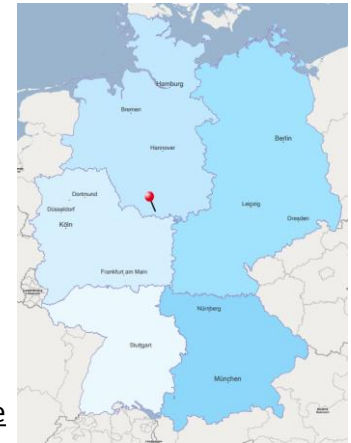 Hamburg
Bremen
Berlin
Hannover
Dortmund
Düsseldorf
Leipzig
Dresden
Köln
Frankfurt am Main
Nürnberg
Stuttgart
München
e